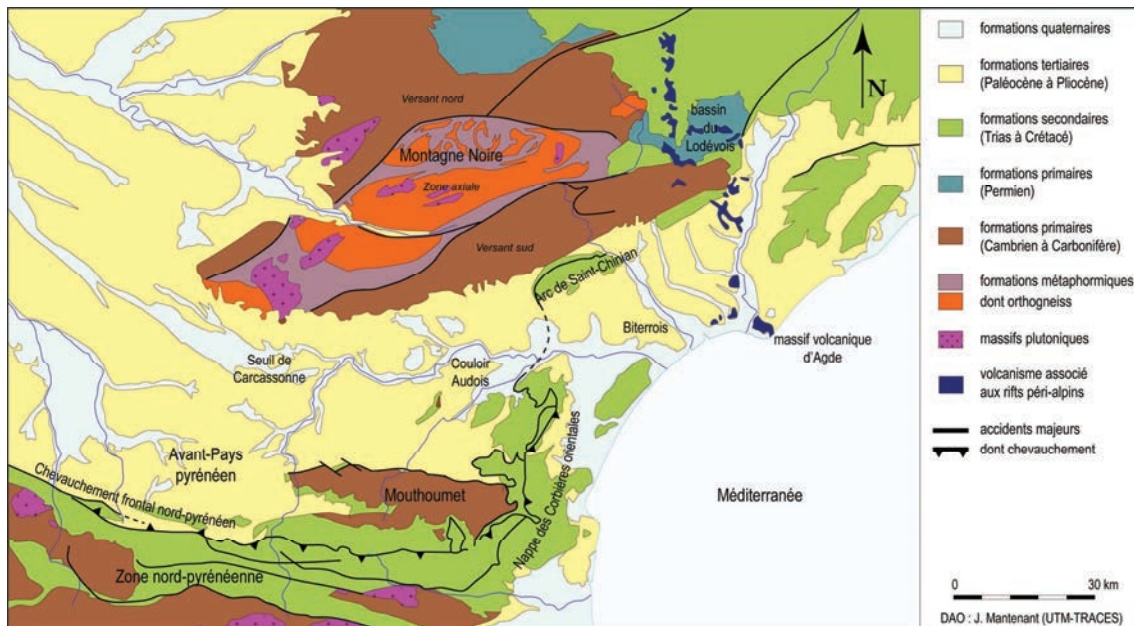 Versant nord
Montagne Noire
Zone axiale
Versant sud
bassin
du
Lodévois
Arc de Saint-Chinian
Biterrois
massif volcanique
d'Agde
Seuil de
Carcassonne
Couloir
Audois
Avant-Pays
pyrénéen
Chevauchement frontal nord-pyrénéen
Mouthoumet
Nappe des Corbières orientales
Méditerranée
Zone nord-pyrénéenne
N
formations quaternaires
formations tertiaires
(Paléocène à Pliocène)
formations secondaires
(Trias à Crétacé)
formations primaires
(Permien)
formations primaires
(Cambrien à Carbonifère)
formations métaphormiques
dont orthogneiss
massifs plutoniques
volcanisme associé
aux rifts péri-alpins
accidents majeurs
dont chevauchement
0 30 km
DAO : J. Mantenant (UTM-TRACES)